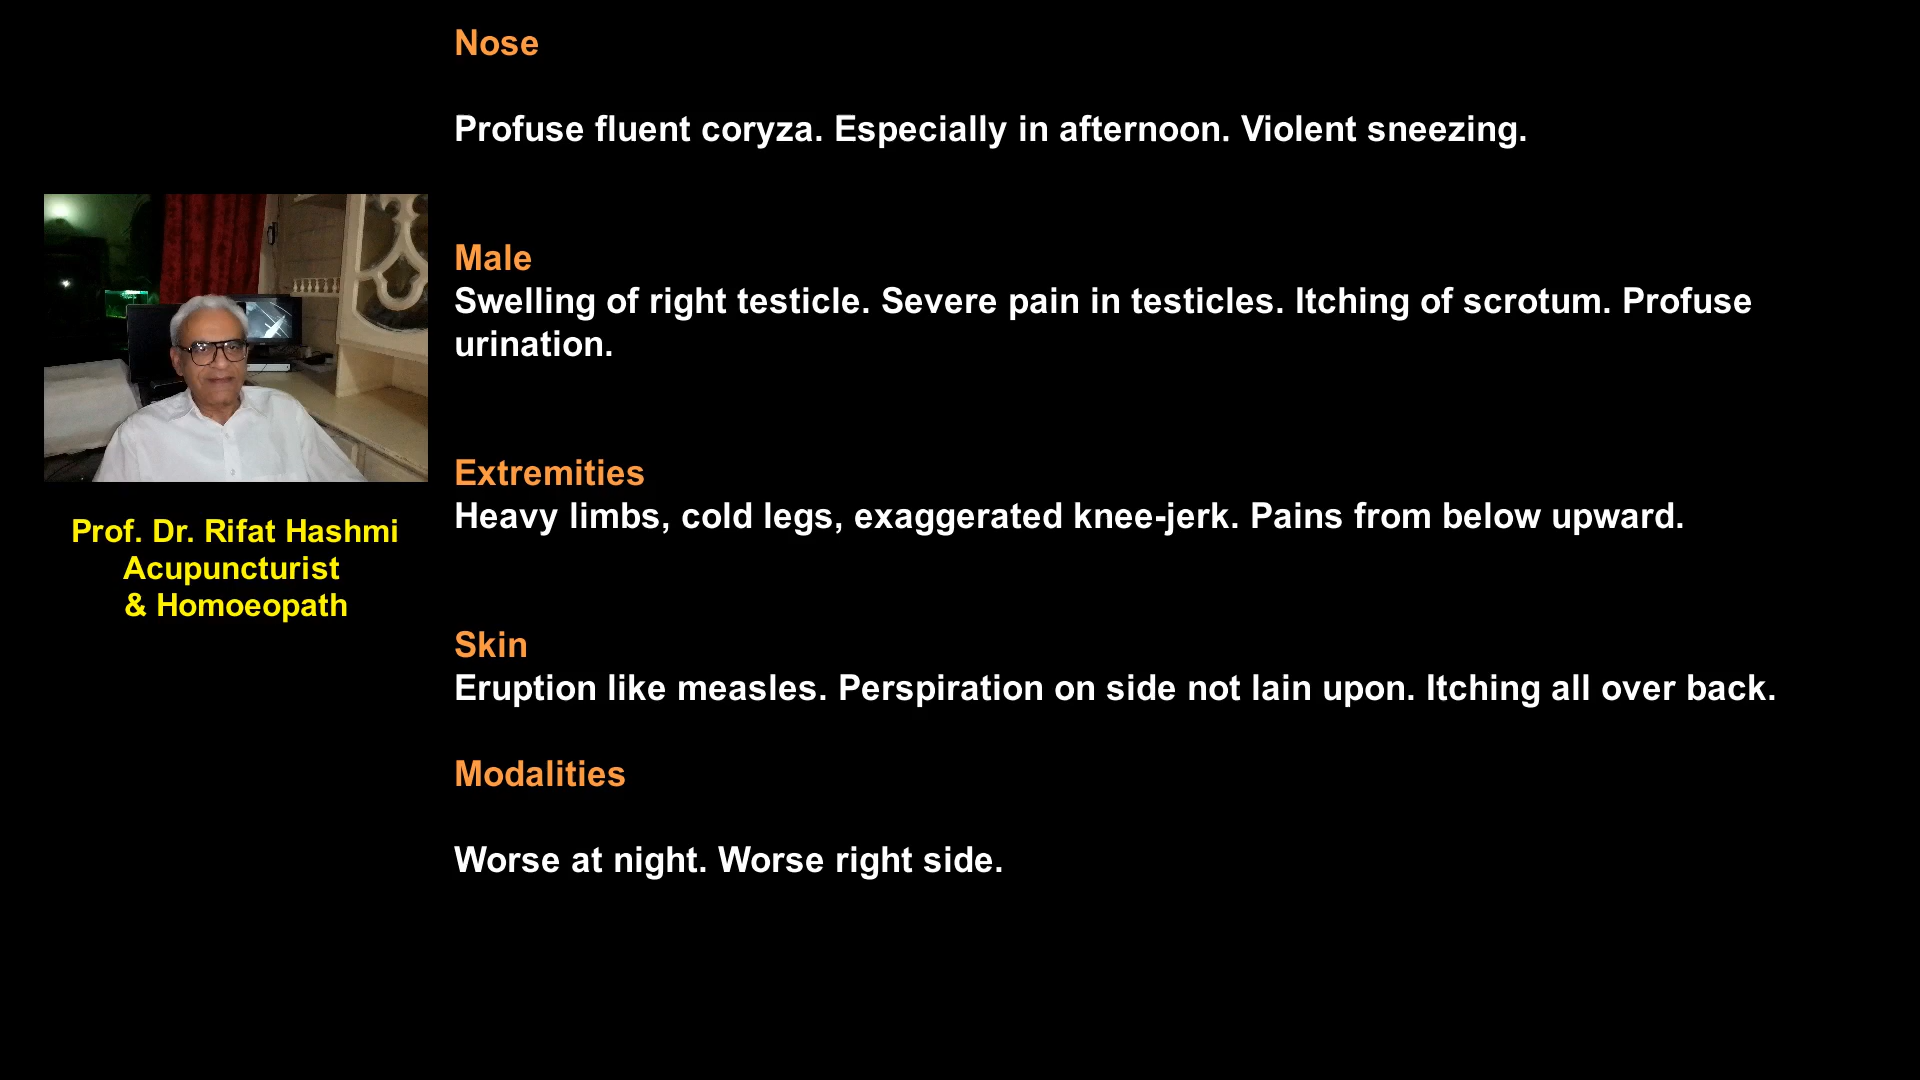 Nose
Profuse fluent coryza. Especially in afternoon. Violent sneezing.
Male
Swelling of right testicle. Severe pain in testicles. Itching of scrotum. Profuse
urination.
Extremities
Heavy limbs, cold legs, exaggerated knee-jerk. Pains from below upward.
Skin
Eruption like measles. Perspiration on side not lain upon. Itching all over back.
Modalities
Worse at night. Worse right side.
Prof. Dr. Rifat Hashmi
Acupuncturist
& Homoeopath